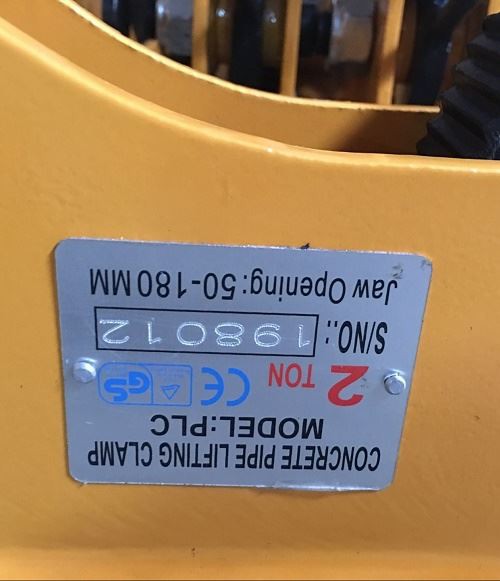 CONCRETE PIPE LIFTING CLAMP
MODEL:PLC
2 TON CE GS
S/NO.: 198012
Jaw Opening:50-180MM